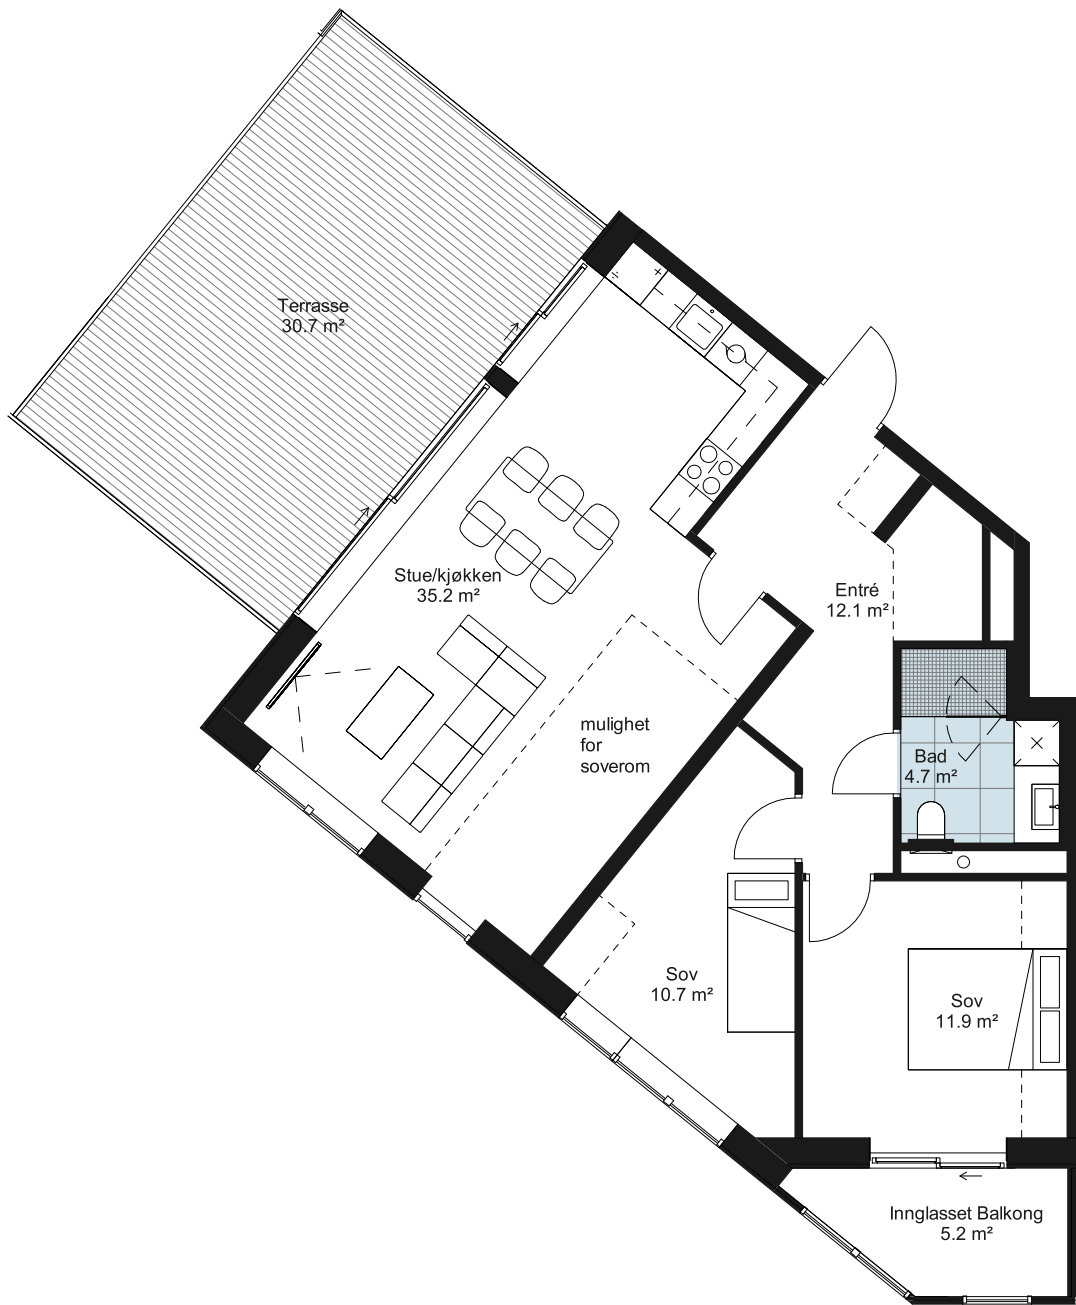 Terrasse
30.7 m²
Stue/kjøkken
35.2 m²
Entré
12.1 m²
mulighet
for
soverom
Bad
4.7 m²
Sov
10.7 m²
Sov
11.9 m²
Innglasset Balkong
5.2 m²